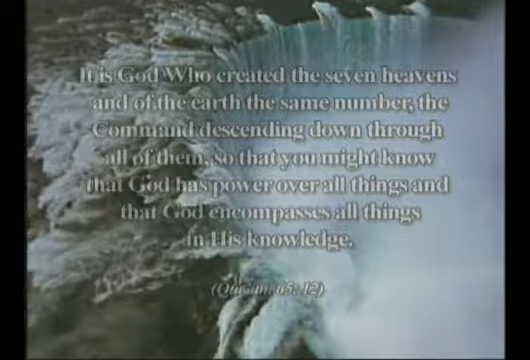 It is God Who created the seven heavens
and of the earth the same number, the
Command descending down through
all of them, so that you might know
that God has power over all things and
that God encompasses all things
in His knowledge.
(Qur'an, 65: 12)